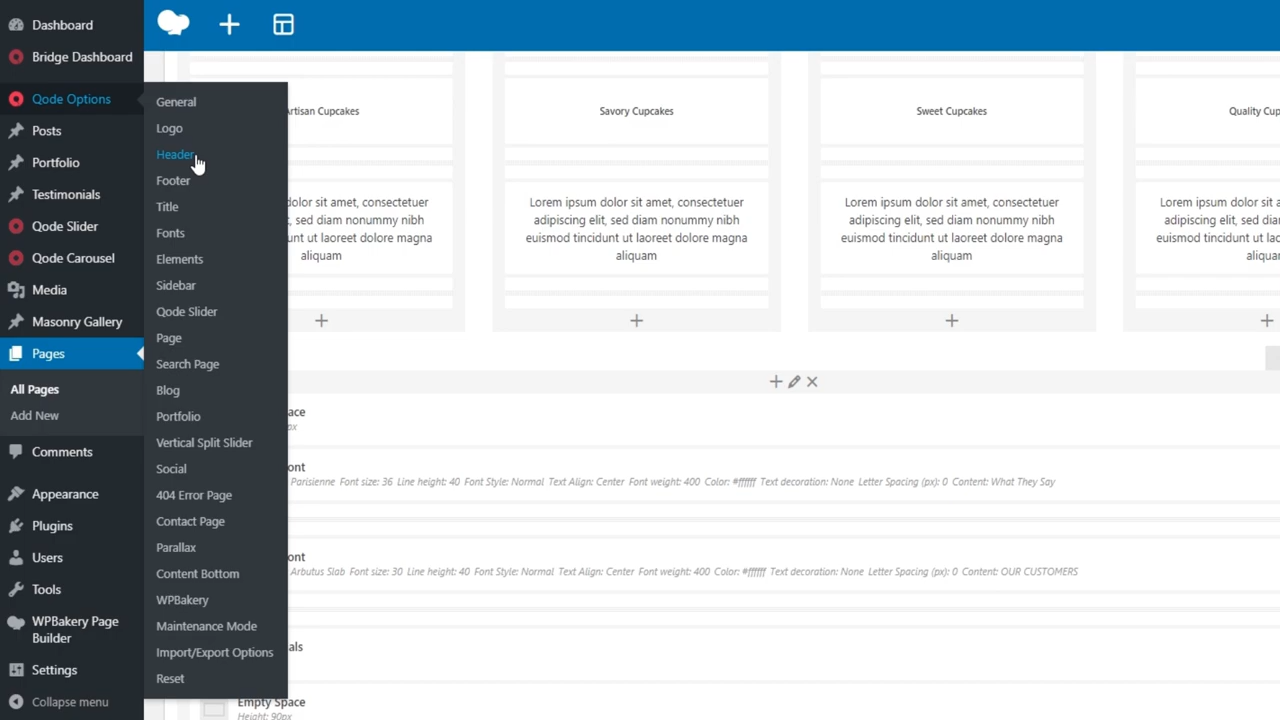 Dashboard
Bridge Dashboard
Qode Options
Posts
Portfolio
Testimonials
Qode Slider
Qode Carousel
Media
Masonry Gallery
Pages
All Pages
Add New
Comments
Appearance
Plugins
Users
Tools
WPBakery Page
Builder
Settings
Collapse menu
General
Logo
Header
Footer
Title
Fonts
Elements
Sidebar
Qode Slider
Page
Search Page
Blog
Portfolio
Vertical Split Slider
Social
404 Error Page
Contact Page
Parallax
Content Bottom
WPBakery
Maintenance Mode
Import/Export Options
Reset
Artisan Cupcakes
dolor sit amet, consectetuer
elit, sed diam nonummy nibh
ut laoreet dolore magna
aliquam
Savory Cupcakes
Lorem ipsum dolor sit amet, consectetuer
adipiscing elit, sed diam nonummy nibh
euismod tincidunt ut laoreet dolore magna
aliquam
Sweet Cupcakes
Lorem ipsum dolor sit amet, consectetuer
adipiscing elit, sed diam nonummy nibh
euismod tincidunt ut laoreet dolore magna
aliquam
Quality Cup
Lorem ipsum dolor sit a
adipiscing elit, sed diam
euismod tincidunt ut lao
aliqua
ace
px
ont
Parisienne Font size: 36 Line height: 40 Font Style: Normal Text Align: Center Font weight: 400 Color: #ffffff Text decoration: None Letter Spacing (px): 0 Content: What They Say
ont
Arbutus Slab Font size: 30 Line height: 40 Font Style: Normal Text Align: Center Font weight: 400 Color: #ffffff Text decoration: None Letter Spacing (px): 0 Content: OUR CUSTOMERS
als
Empty Space
Height: 90px